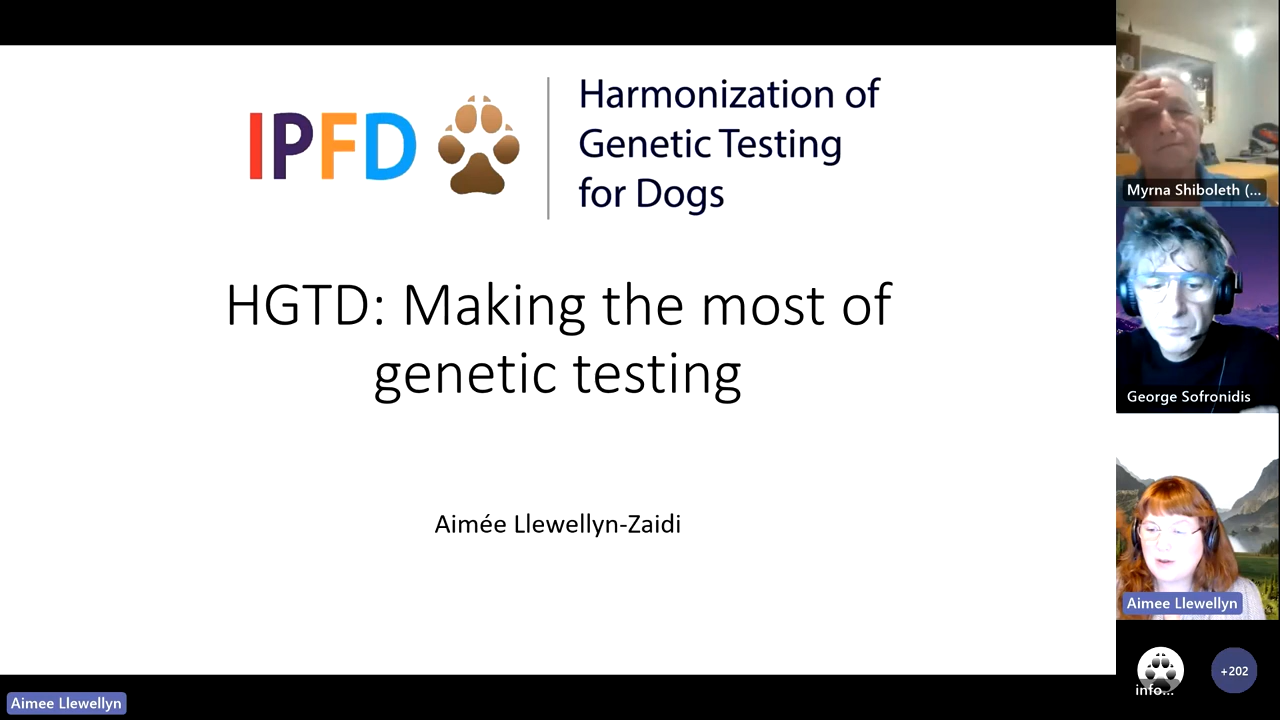 IPFD
Harmonization of
Genetic Testing
for Dogs
HGTD: Making the most of
genetic testing
Aimée Llewellyn-Zaidi
Aimee Llewellyn
Myrna Shiboleth (...
George Sofronidis
Aimee Llewellyn
info...
+202